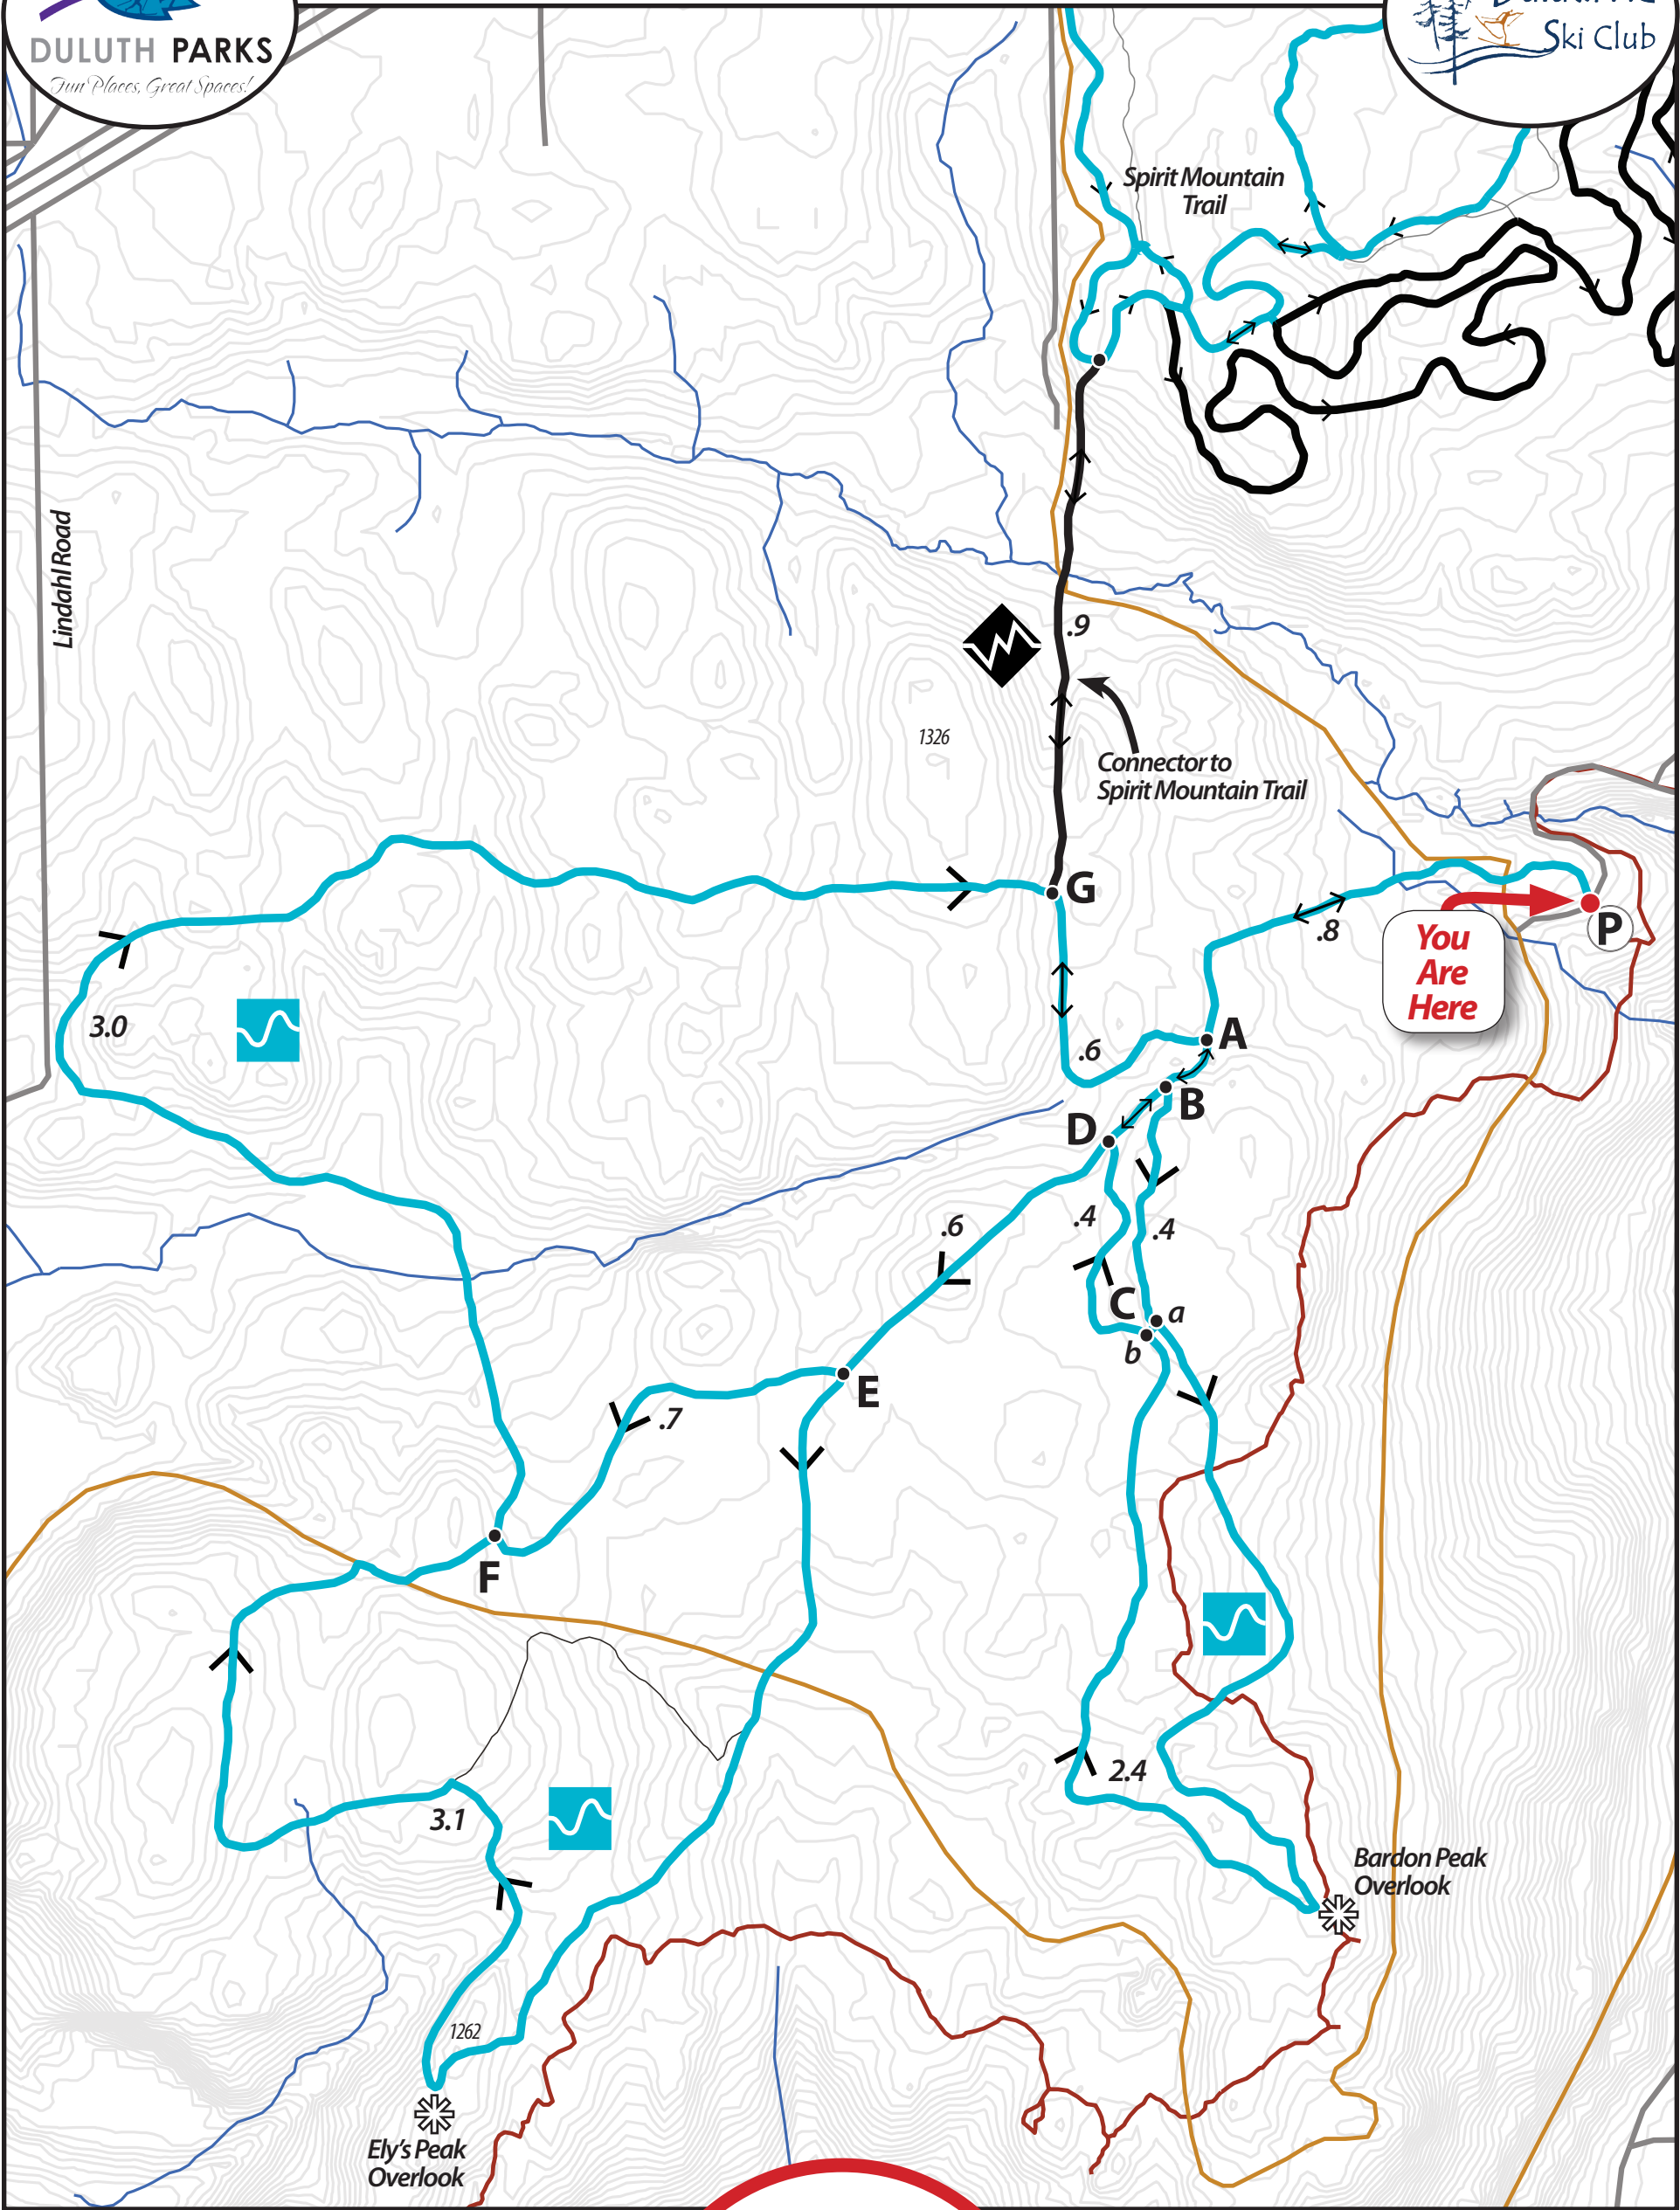 DULUTH PARKS
Fun Places, Great Spaces!
Ski Club
Spirit Mountain
Trail
Lindahl Road
.9
1326
Connector to
Spirit Mountain Trail
G
.8
P
You
Are
Here
3.0
.6
A
B
D
.4
.4
.6
C
a
b
E
.7
F
2.4
3.1
Bardon Peak
Overlook
1262
Ely's Peak
Overlook